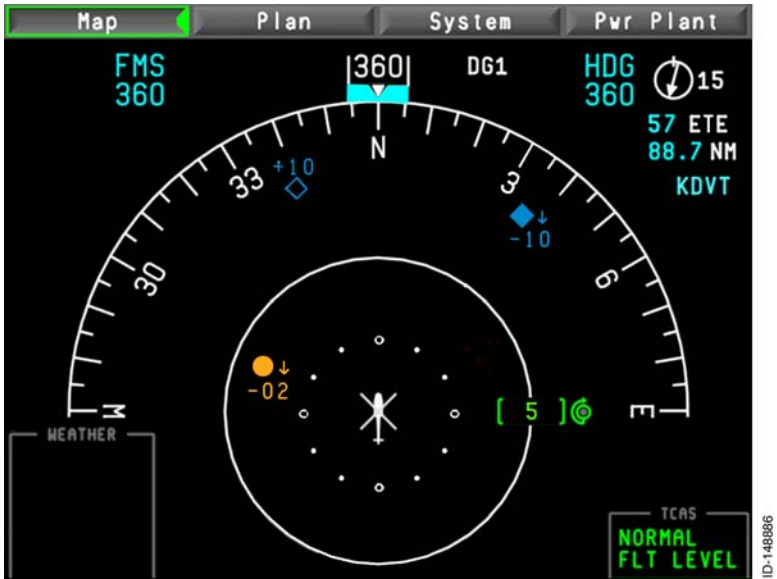 Map Plan System Pwr Plant
FMS 360 DG1 HDG 15
360 360
57 ETE
88.7 NM
KDVT
N
33 +10 3
-10
30 6
-02
W [ 5 ] E
WEATHER
TCAS
NORMAL
FLT LEVEL
ID-148886